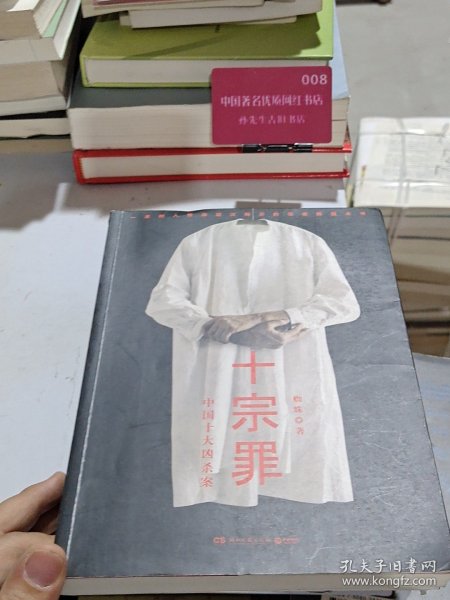 008
中国著名优质网红书店
孙先生古旧书店
十宗罪
中国十大凶杀案
蜘蛛 著
孔夫子旧书网
www.kongfz.com